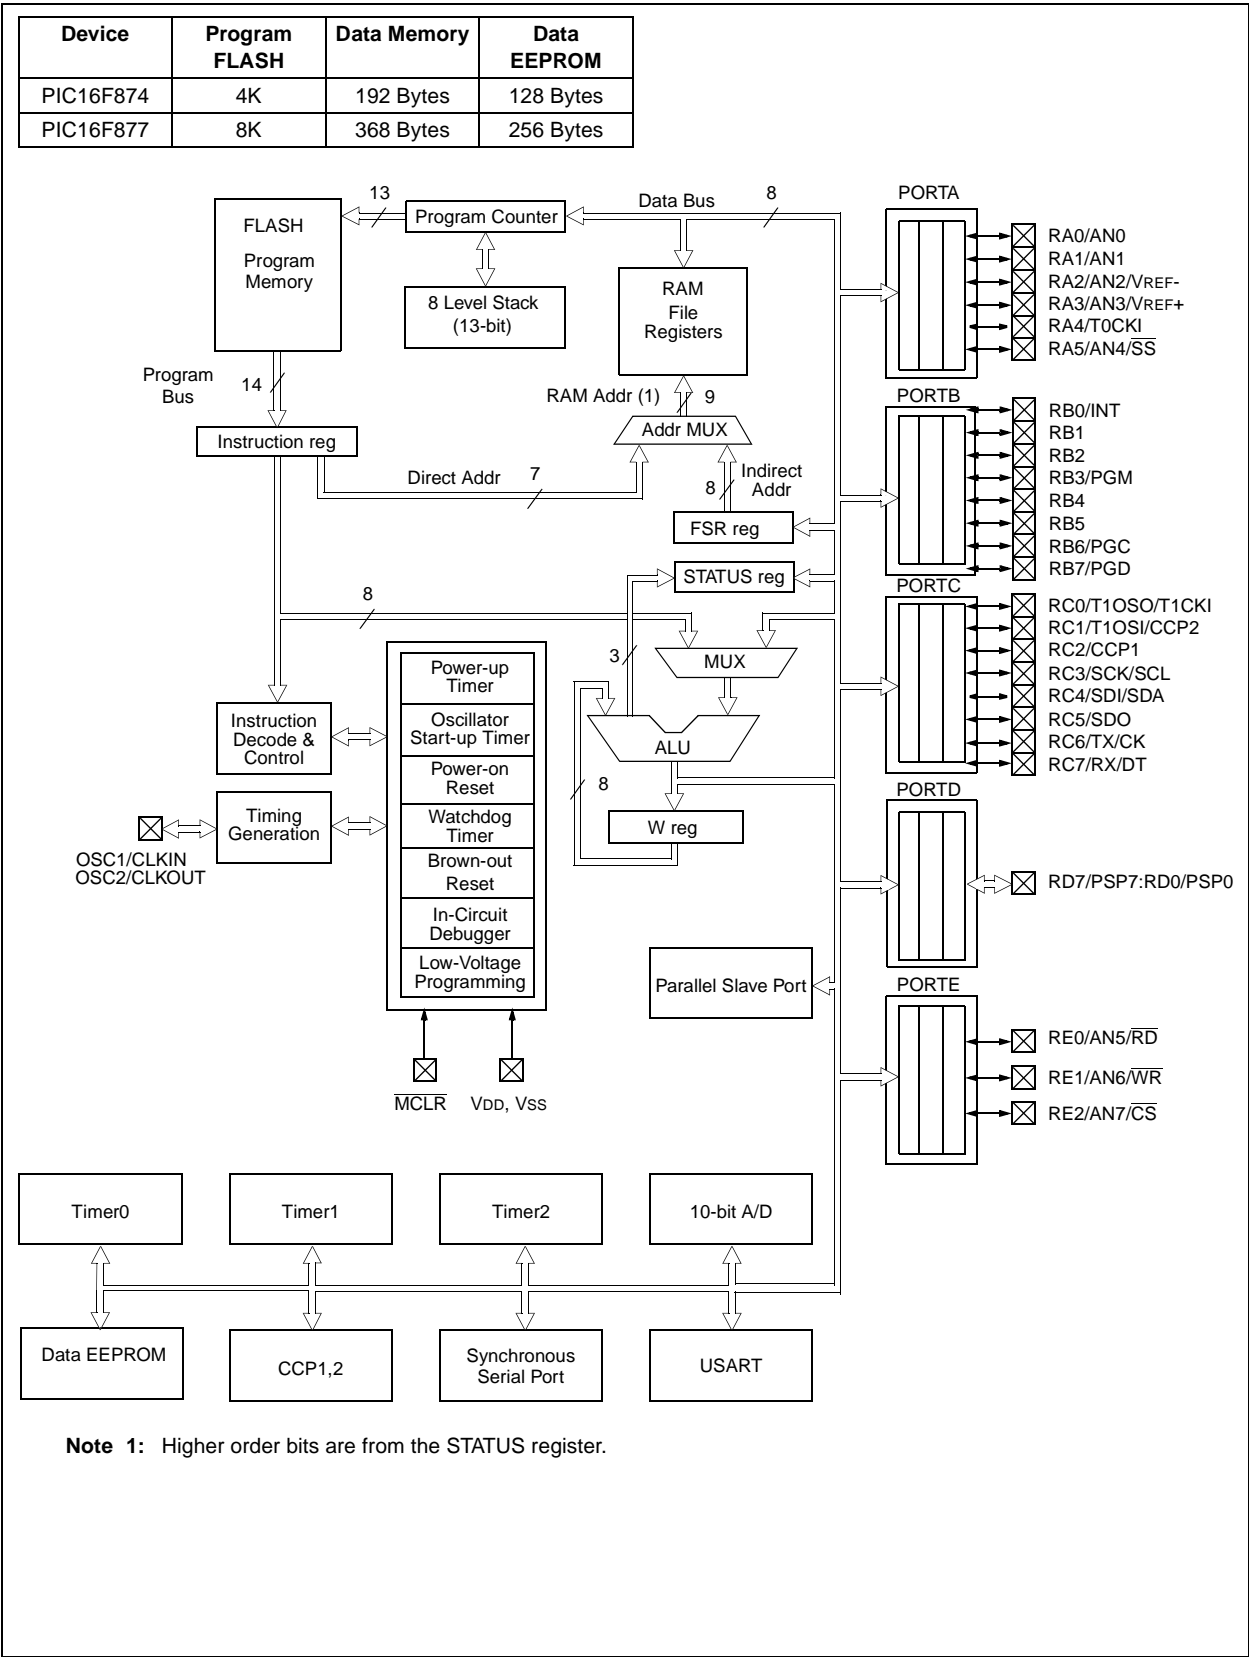 Device Program FLASH Data Memory Data EEPROM
PIC16F874 4K 192 Bytes 128 Bytes
PIC16F877 8K 368 Bytes 256 Bytes
FLASH
Program
Memory
13
Program Counter
8 Level Stack
(13-bit)
Data Bus
8
RAM
File
Registers
Program
Bus
14
Instruction reg
RAM Addr (1)
9
Addr MUX
Direct Addr
7
8
Indirect
Addr
FSR reg
STATUS reg
8
3
MUX
ALU
8
W reg
Power-up
Timer
Oscillator
Start-up Timer
Power-on
Reset
Watchdog
Timer
Brown-out
Reset
In-Circuit
Debugger
Low-Voltage
Programming
Instruction
Decode &
Control
Timing
Generation
OSC1/CLKIN
OSC2/CLKOUT
MCLR
VDD, VSS
Parallel Slave Port
PORTA
RA0/AN0
RA1/AN1
RA2/AN2/VREF-
RA3/AN3/VREF+
RA4/T0CKI
RA5/AN4/SS
PORTB
RB0/INT
RB1
RB2
RB3/PGM
RB4
RB5
RB6/PGC
RB7/PGD
PORTC
RC0/T1OSO/T1CKI
RC1/T1OSI/CCP2
RC2/CCP1
RC3/SCK/SCL
RC4/SDI/SDA
RC5/SDO
RC6/TX/CK
RC7/RX/DT
PORTD
RD7/PSP7:RD0/PSP0
PORTE
RE0/AN5/RD
RE1/AN6/WR
RE2/AN7/CS
Timer0
Timer1
Timer2
10-bit A/D
Data EEPROM
CCP1,2
Synchronous
Serial Port
USART
Note 1: Higher order bits are from the STATUS register.